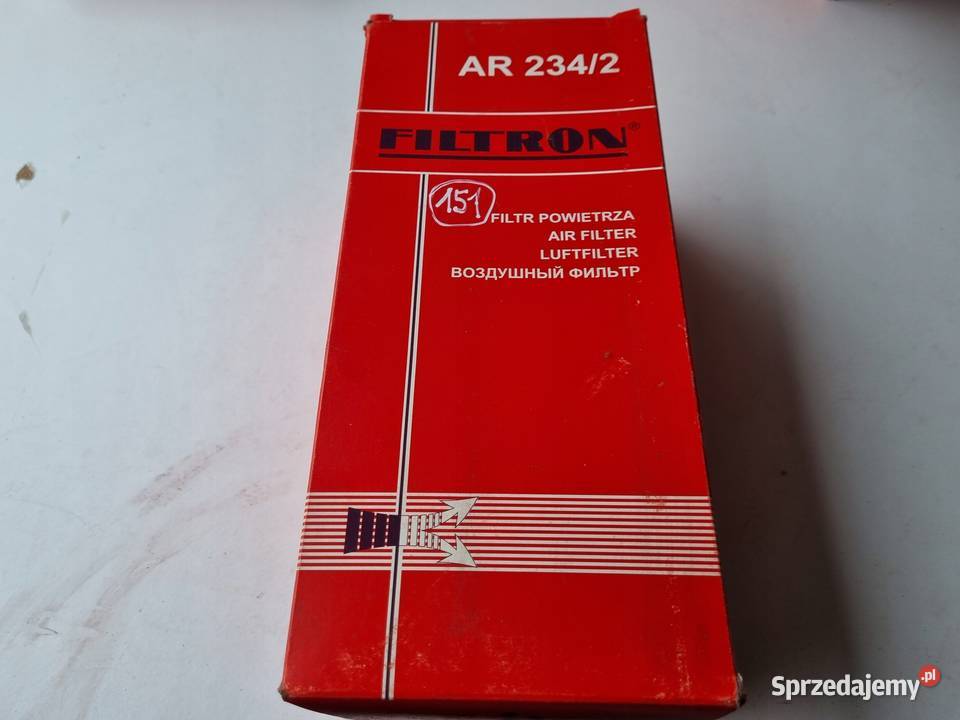 AR 234/2
FILTRON®
151
FILTR POWIETRZA
AIR FILTER
LUFTFILTER
ВОЗДУШНЫЙ ФИЛЬТР
Sprzedajemy.pl